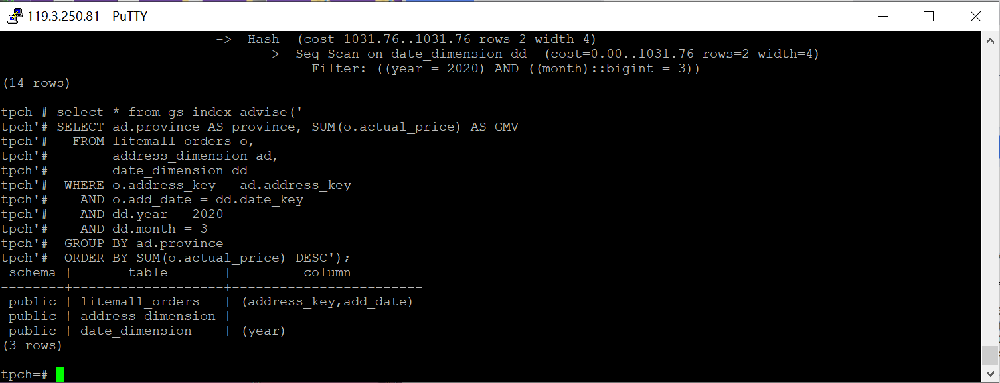 119.3.250.81 - PuTTY
                           ->  Hash  (cost=1031.76..1031.76 rows=2 width=4)
                                 ->  Seq Scan on date_dimension dd  (cost=0.00..1031.76 rows=2 width=4)
                                       Filter: ((year = 2020) AND ((month)::bigint = 3))
(14 rows)

tpch=# select * from gs_index_advise('
tpch'# SELECT ad.province AS province, SUM(o.actual_price) AS GMV
tpch'#   FROM litemall_orders o,
tpch'#        address_dimension ad,
tpch'#        date_dimension dd
tpch'#  WHERE o.address_key = ad.address_key
tpch'#    AND o.add_date = dd.date_key
tpch'#    AND dd.year = 2020
tpch'#    AND dd.month = 3
tpch'#  GROUP BY ad.province
tpch'#  ORDER BY SUM(o.actual_price) DESC');
 schema |       table       |         column
--------+-------------------+------------------------
 public | litemall_orders   | (address_key,add_date)
 public | address_dimension |
 public | date_dimension    | (year)
(3 rows)

tpch=#